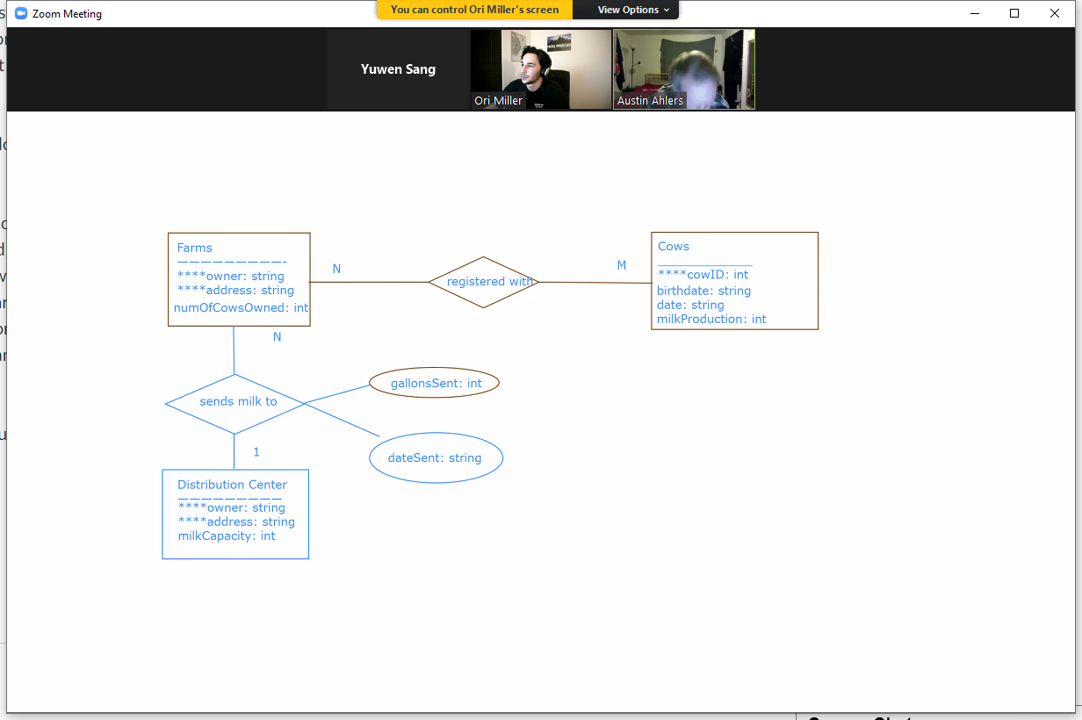 Zoom Meeting
You can control Ori Miller's screen
View Options
Yuwen Sang
Ori Miller
Austin Ahlers
Farms
****owner: string
****address: string
numOfCowsOwned: int
N
registered with
M
Cows
****cowID: int
birthdate: string
date: string
milkProduction: int
N
sends milk to
gallonsSent: int
dateSent: string
1
Distribution Center
****owner: string
****address: string
milkCapacity: int